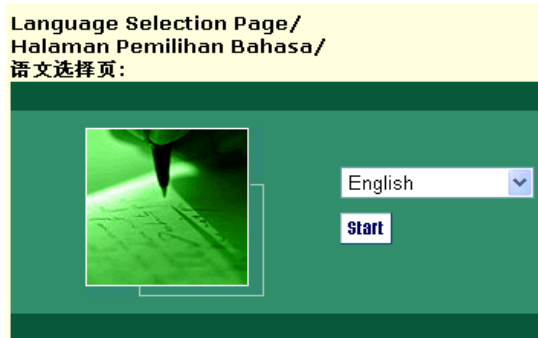 Language Selection Page/
Halaman Pemilihan Bahasa/
语文选择页:
English
Start